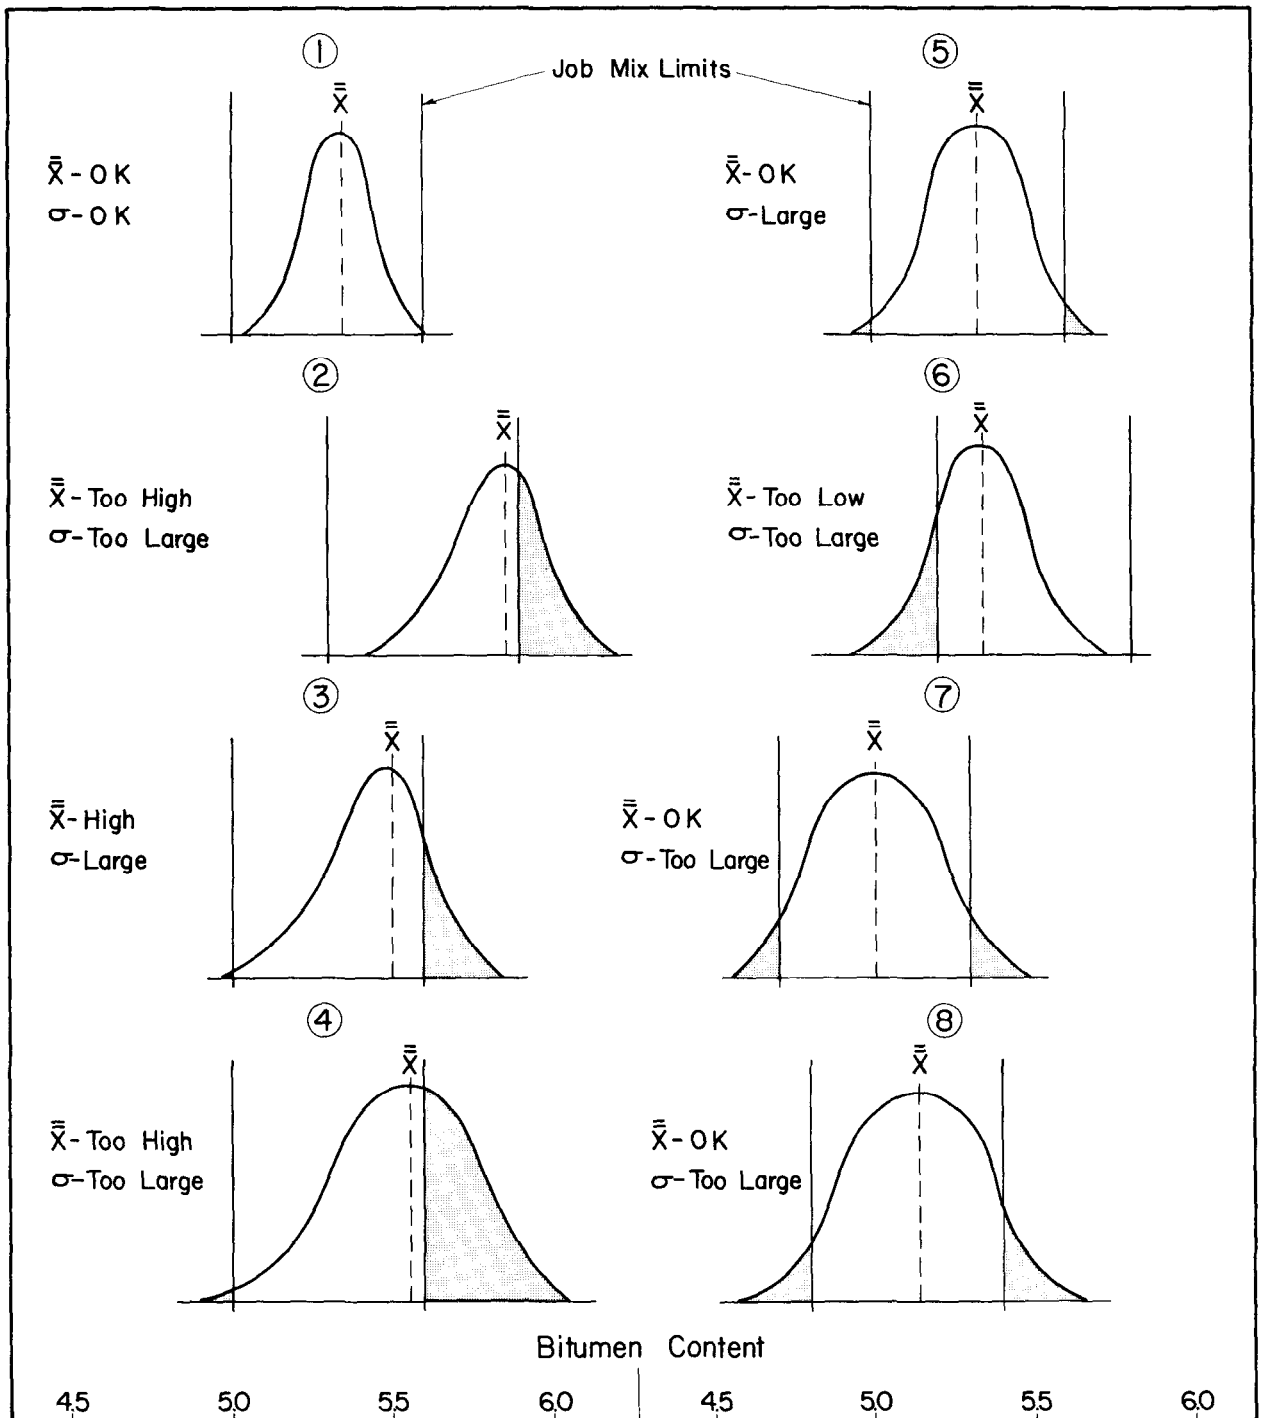 ①
⑤
Job Mix Limits
X̿
X̿
X̿ - OK
σ - OK
X̿ - OK
σ - Large
②
⑥
X̿
X̿
X̿ - Too High
σ - Too Large
X̿ - Too Low
σ - Too Large
③
⑦
X̿
X̿
X̿ - High
σ - Large
X̿ - OK
σ - Too Large
④
⑧
X̿
X̿
X̿ - Too High
σ - Too Large
X̿ - OK
σ - Too Large
Bitumen Content
4.5 5.0 5.5 6.0 4.5 5.0 5.5 6.0